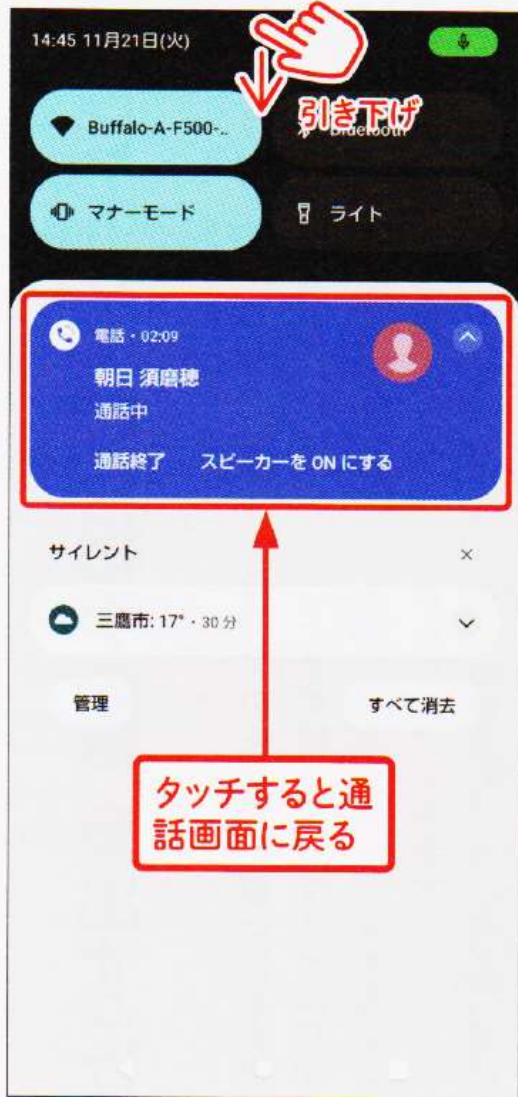 14:45 11月21日(火)
引き下げ
Buffalo-A-F500-..
Bluetooth
マナーモード
ライト
電話・02:09
朝日 須磨穂
通話中
通話終了 スピーカーを ON にする
サイレント
三鷹市: 17°・30 分
管理
すべて消去
タッチすると通
話画面に戻る